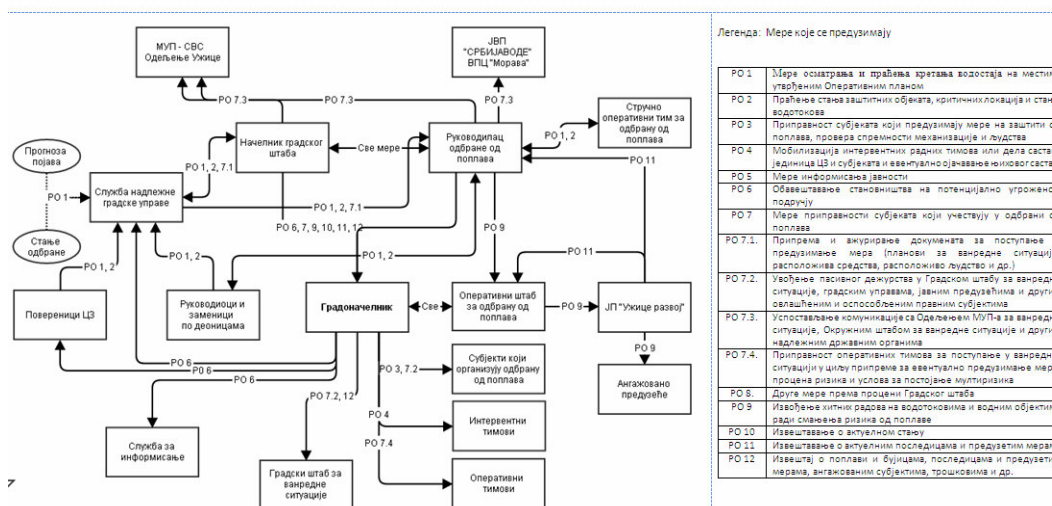 МУП - СВС
Одељење Ужице
ЈВП
"СРБИЈАВОДЕ"
ВПЦ "Морава"
РО 7.3
РО 7.3
РО 7.3
Стручно
оперативни тим за
одбрану од
поплава
Прогноза
појава
Начелник градског
штаба
Све мере
Руководилац
одбране од
поплава
РО 1, 2
РО 11
РО 1, 2, 7.1
РО 1
Служба надлежне
градске управе
РО 1, 2, 7.1
РО 6, 7, 9, 10, 11, 12
РО 9
Стање
одбране
РО 1, 2
РО 1, 2
РО 1, 2
РО 11
Повереници ЦЗ
Руководиоци и
заменици
по деоницама
Градоначелник
Све
Оперативни штаб
за одбрану од
поплава
РО 9
ЈП "Ужице развој"
РО 6
РО 6
РО 6
РО 3, 7.2
Субјекти који
организују одбрану
од поплава
РО 9
Ангажовано
предузеће
РО 7.2, 12
РО 4
Интервентни
тимови
РО 7.4
Служба за
информисање
Градски штаб за
ванредне
ситуације
Оперативни
тимови
Легенда: Мере које се предузимају
РО 1 Мере осматрања и праћења кретања водостаја на местим
утврђеним Оперативним планом
РО 2 Праћење стања заштитних објеката, критичних локација и стањ
водотокова
РО 3 Приправност субјеката који предузимају мере на заштити о
поплава, провера спремности механизације и људства
РО 4 Мобилизација интервентних радних тимова или дела састав
јединица ЦЗ и субјеката и евентуално ојачавање њиховог састав
РО 5 Мере информисања јавности
РО 6 Обавештавање становништва на потенцијално угрожено
подручју
РО 7 Мере приправности субјеката који учествују у одбрани о
поплава
РО 7.1. Припрема и ажурирање докумената за поступање
предузимање мера (планови за ванредне ситуациј
расположива средства, расположиво људство и др.)
РО 7.2. Увођење пасивног дежурства у Градском штабу за ванредн
ситуације, градским управама, јавним предузећима и други
овлашћеним и оспособљеним правним субјектима
РО 7.3. Успостављање комуникације са Одељењем МУП-а за ванредн
ситуације, Окружним штабом за ванредне ситуације и други
надлежним државним органима
РО 7.4. Приправност оперативних тимова за поступање у ванредн
ситуацији у циљу припреме за евентуално предузимање мер
процена ризика и услова за постојање мултиризика
РО 8. Друге мере према процени Градског штаба
РО 9 Извођење хитних радова на водотоковима и водним објектим
ради смањења ризика од поплаве
РО 10 Извештавање о актуелном стању
РО 11 Извештавање о актуелним последицама и предузетим мерам
РО 12 Извештај о поплави и бујицама, последицама и предузети
мерама, ангажованим субјектима, трошковима и др.